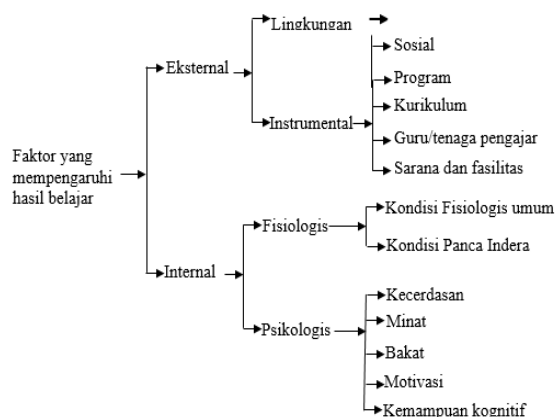 Faktor yang
mempengaruhi
hasil belajar
Eksternal
Lingkungan
Sosial
Program
Instrumental
Kurikulum
Guru/tenaga pengajar
Sarana dan fasilitas
Internal
Fisiologis
Kondisi Fisiologis umum
Kondisi Panca Indera
Psikologis
Kecerdasan
Minat
Bakat
Motivasi
Kemampuan kognitif